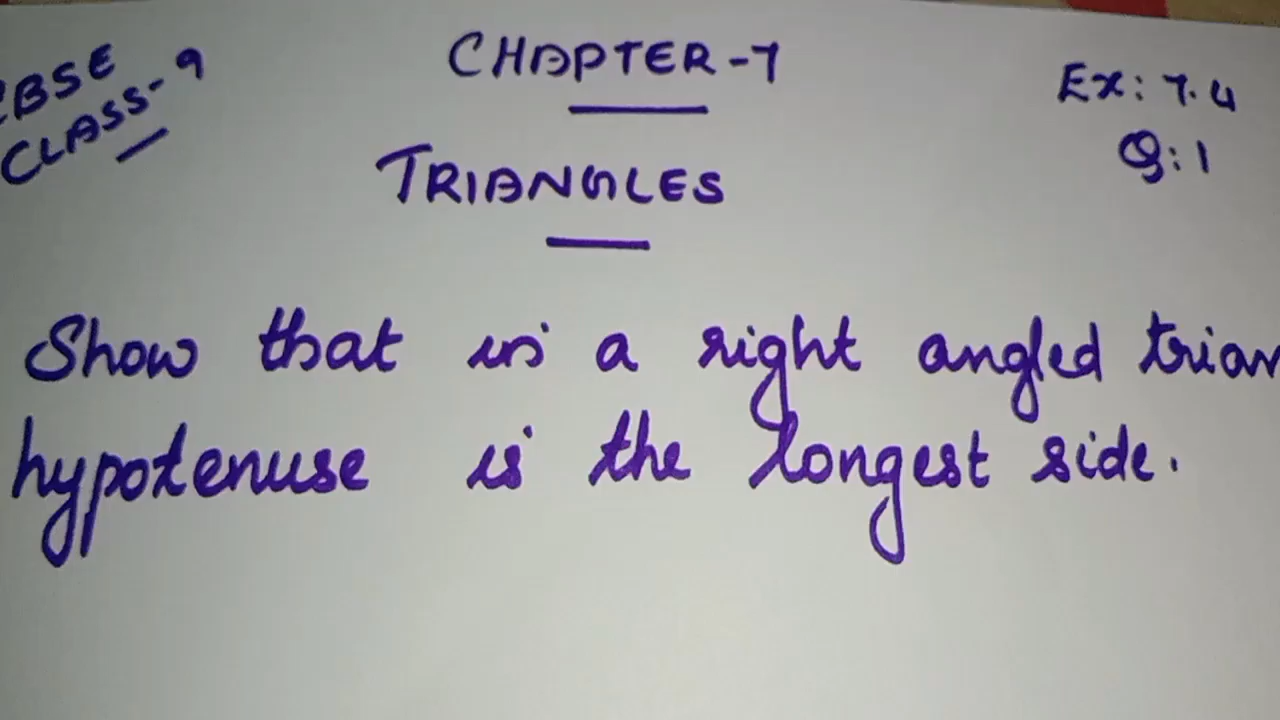 CBSE
CLASS-9
CHAPTER-7
Ex: 7.4
Q:1
TRIANGLES
Show that in a right angled trian
hypotenuse is the longest side.